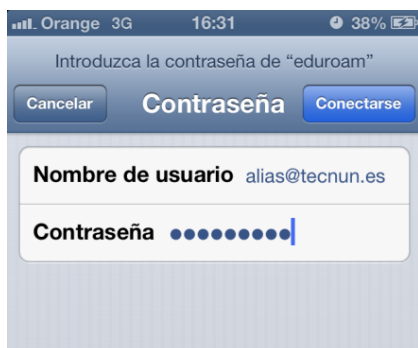 Orange 3G 16:31 38%
Introduzca la contraseña de “eduroam”
Cancelar Contraseña Conectarse
Nombre de usuario alias@tecnun.es
Contraseña ●●●●●●●●●